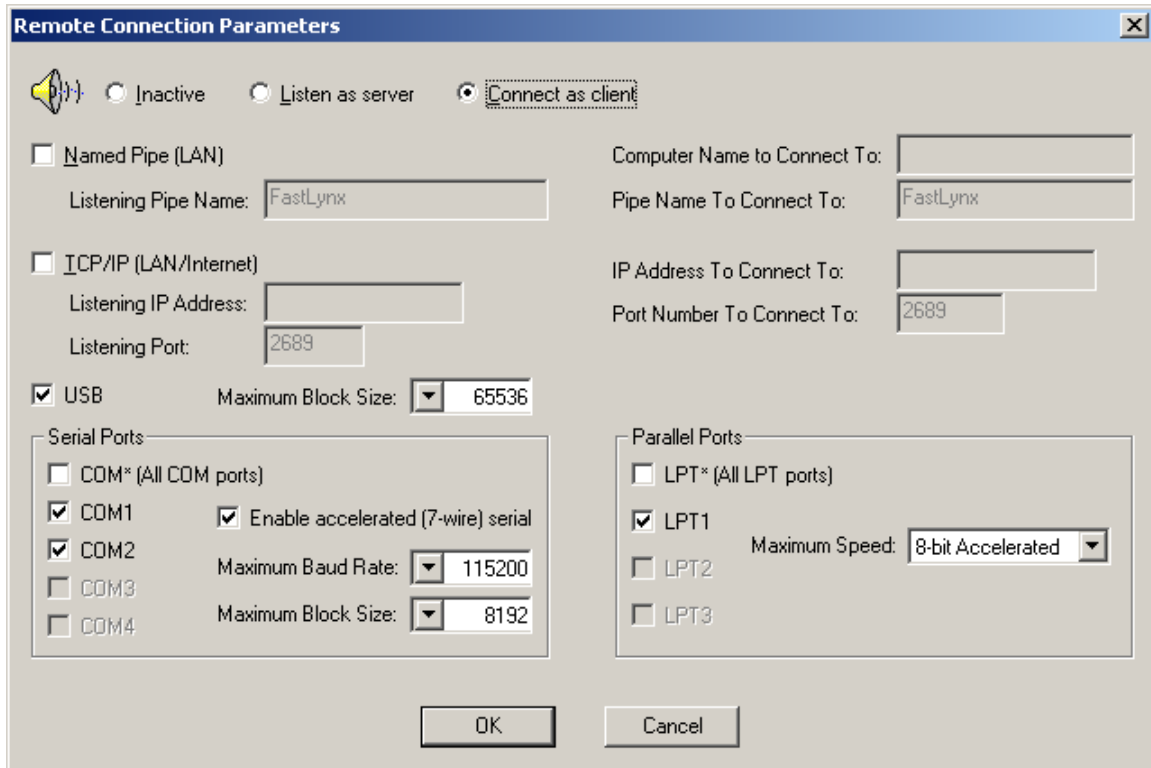 Remote Connection Parameters
Inactive
Listen as server
Connect as client
Named Pipe (LAN)
Listening Pipe Name: FastLynx
Computer Name to Connect To:
Pipe Name To Connect To: FastLynx
TCP/IP (LAN/Internet)
Listening IP Address:
Listening Port: 2689
IP Address To Connect To:
Port Number To Connect To: 2689
USB
Maximum Block Size: 65536
Serial Ports
COM* (All COM ports)
COM1
Enable accelerated (7-wire) serial
COM2
Maximum Baud Rate: 115200
COM3
Maximum Block Size: 8192
COM4
Parallel Ports
LPT* (All LPT ports)
LPT1
Maximum Speed: 8-bit Accelerated
LPT2
LPT3
OK
Cancel